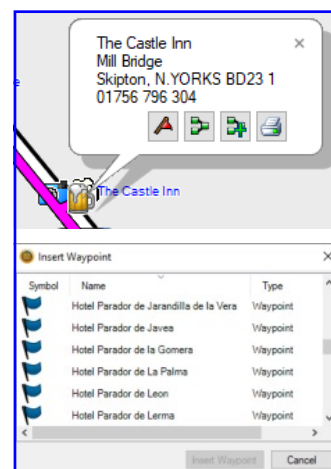 The Castle Inn
Mill Bridge
Skipton, N.YORKS BD23 1
01756 796 304
e
The Castle Inn
Insert Waypoint
Symbol Name Type
Hotel Parador de Jarandilla de la Vera Waypoint
Hotel Parador de Javea Waypoint
Hotel Parador de la Gomera Waypoint
Hotel Parador de La Palma Waypoint
Hotel Parador de Leon Waypoint
Hotel Parador de Lerma Waypoint
Insert Waypoint Cancel